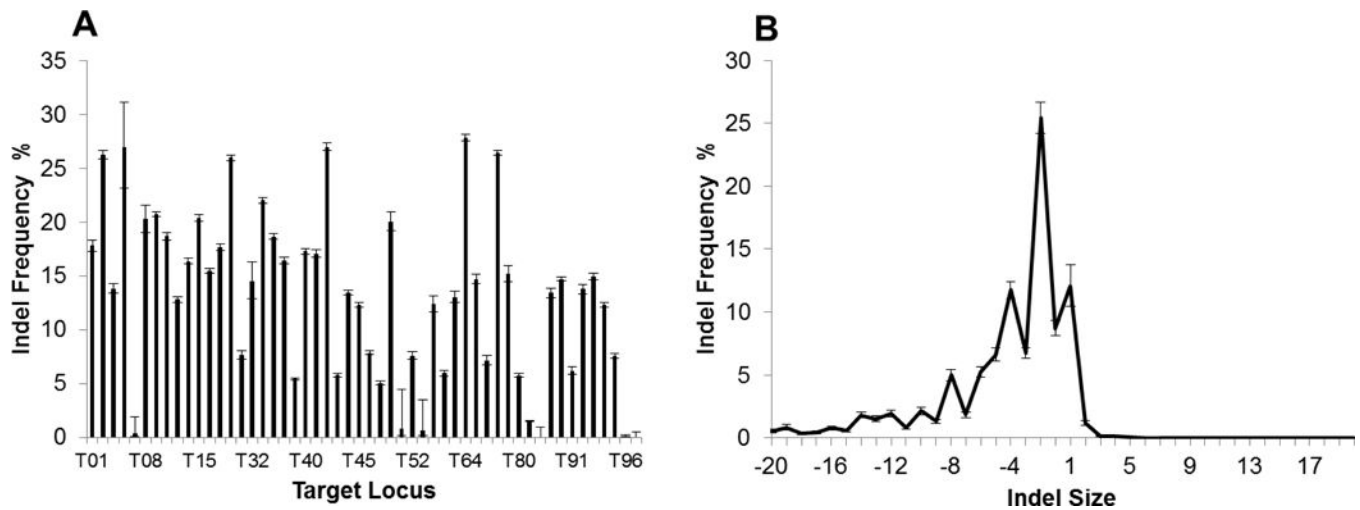 A
Indel Frequency %
35
30
25
20
15
10
5
0
T01 T08 T15 T32 T40 T45 T52 T64 T80 T91 T96
Target Locus
B
Indel Frequency %
30
25
20
15
10
5
0
-20 -16 -12 -8 -4 1 5 9 13 17
Indel Size